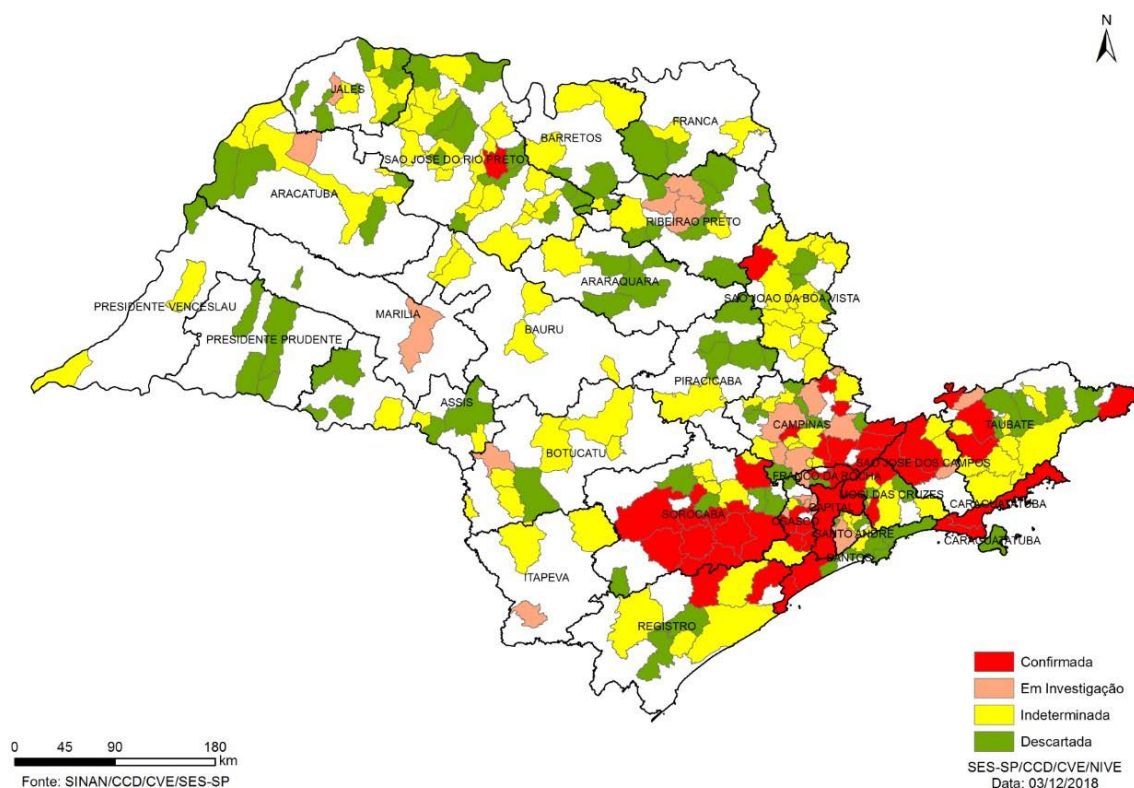 N
JALES
FRANCA
BARRETOS
SAO JOSE DO RIO PRETO
ARACATUBA
RIBEIRAO PRETO
ARARAQUARA
SAO JOAO DA BOA VISTA
PRESIDENTE VENCESLAU
MARILIA
BAURU
PRESIDENTE PRUDENTE
PIRACICABA
ASSIS
CAMPINAS
TAUBATE
BOTUCATU
SAO JOSE DOS CAMPOS
FRANCO DA ROCHA
MOGI DAS CRUZES
CARAGUATATUBA
CAPITAL
SOROCABA
OSASCO
SANTO ANDRE
CARAGUATATUBA
SANTOS
ITAPEVA
REGISTRO
Confirmada
Em Investigação
Indeterminada
Descartada
0 45 90 180
km
Fonte: SINAN/CCD/CVE/SES-SP
SES-SP/CCD/CVE/NIVE
Data: 03/12/2018